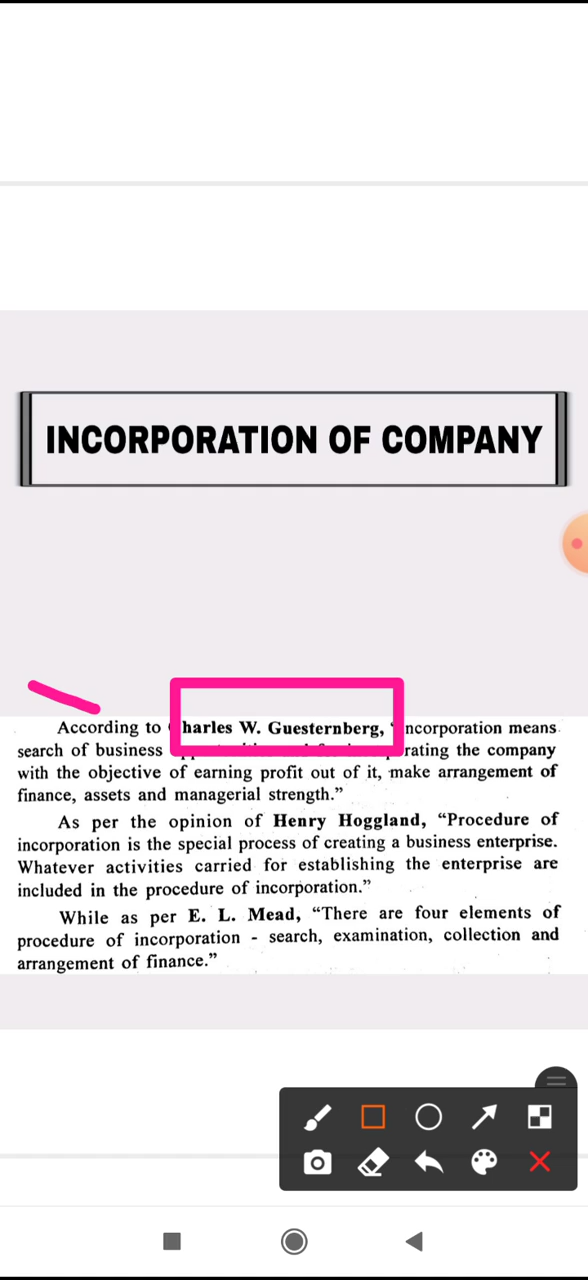 INCORPORATION OF COMPANY
According to harles W. Guesternberg, ncorporation means
search of business rating the company
with the objective of earning profit out of it, make arrangement of
finance, assets and managerial strength.”
As per the opinion of Henry Hoggland, “Procedure of
incorporation is the special process of creating a business enterprise.
Whatever activities carried for establishing the enterprise are
included in the procedure of incorporation.”
While as per E. L. Mead, “There are four elements of
procedure of incorporation - search, examination, collection and
arrangement of finance.”